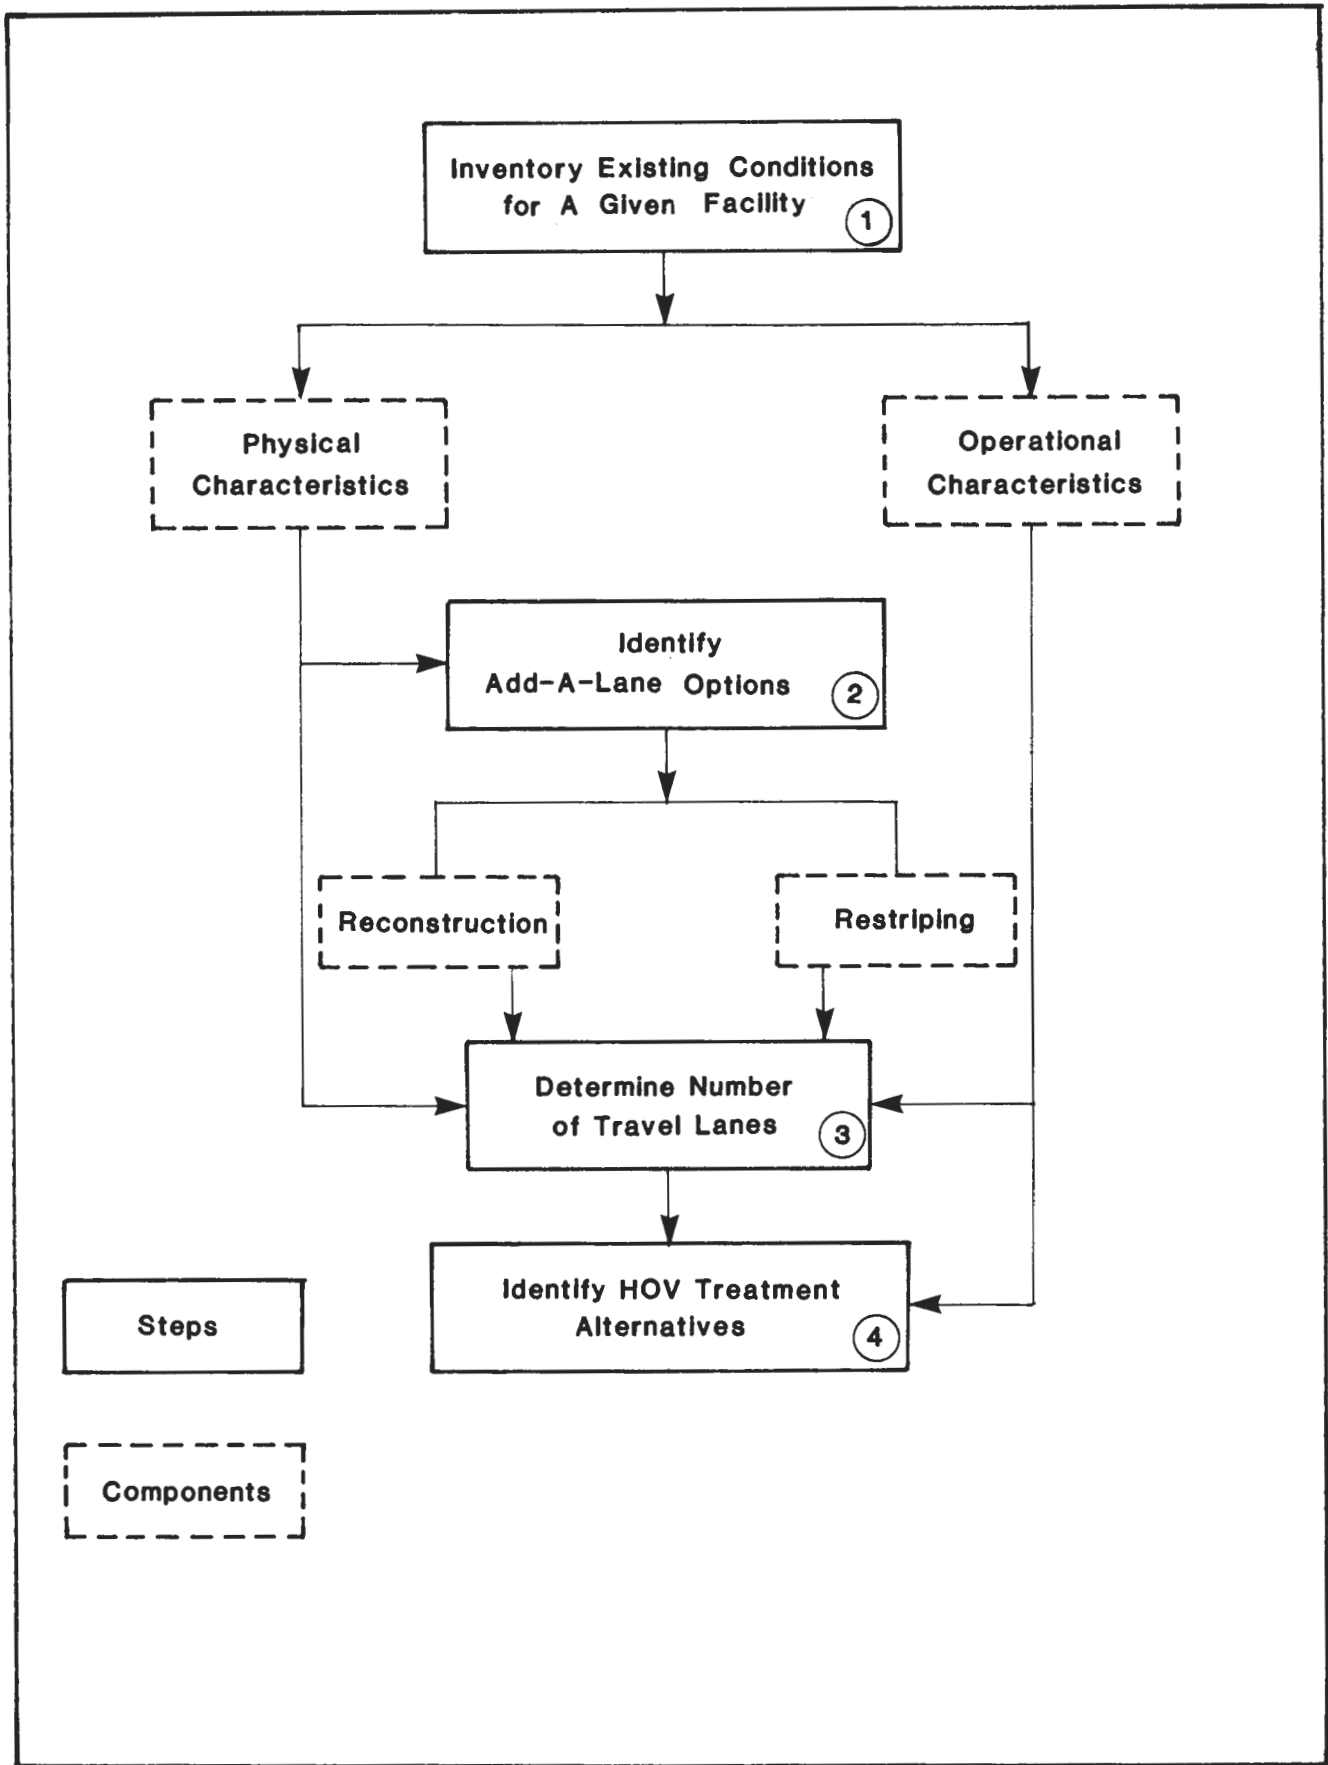 Inventory Existing Conditions
for A Given Facility
1
Physical
Characteristics
Operational
Characteristics
Identify
Add-A-Lane Options
2
Reconstruction
Restriping
Determine Number
of Travel Lanes
3
Identify HOV Treatment
Alternatives
4
Steps
Components